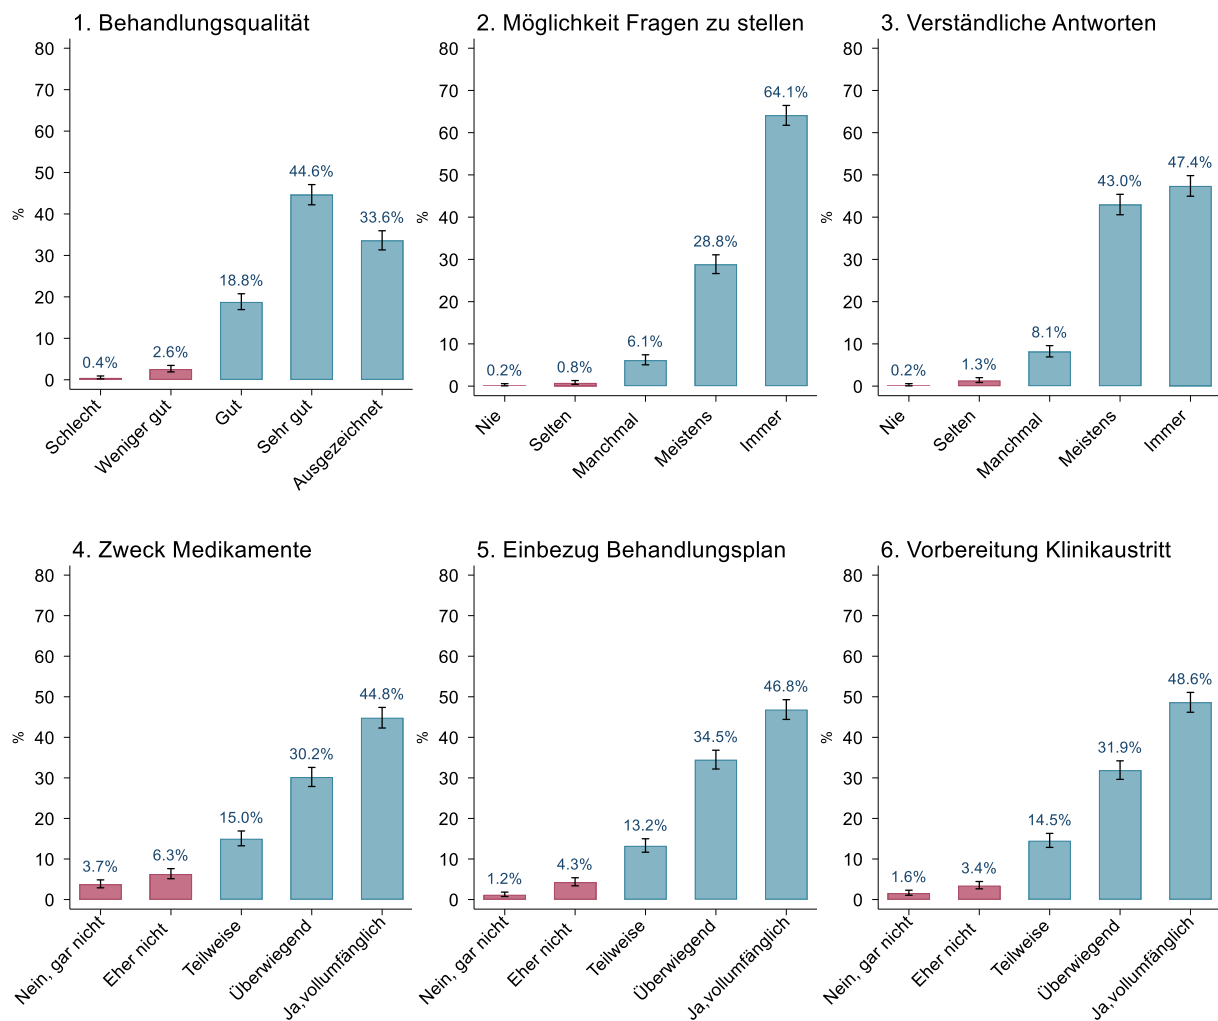 1. Behandlungsqualität
80
70
60
50
40
30
20
10
0
%
0.4%
2.6%
18.8%
44.6%
33.6%
Schlecht
Weniger gut
Gut
Sehr gut
Ausgezeichnet
2. Möglichkeit Fragen zu stellen
80
70
60
50
40
30
20
10
0
%
0.2%
0.8%
6.1%
28.8%
64.1%
Nie
Selten
Manchmal
Meistens
Immer
3. Verständliche Antworten
80
70
60
50
40
30
20
10
0
%
0.2%
1.3%
8.1%
43.0%
47.4%
Nie
Selten
Manchmal
Meistens
Immer
4. Zweck Medikamente
80
70
60
50
40
30
20
10
0
%
3.7%
6.3%
15.0%
30.2%
44.8%
Nein, gar nicht
Eher nicht
Teilweise
Überwiegend
Ja,vollumfänglich
5. Einbezug Behandlungsplan
80
70
60
50
40
30
20
10
0
%
1.2%
4.3%
13.2%
34.5%
46.8%
Nein, gar nicht
Eher nicht
Teilweise
Überwiegend
Ja,vollumfänglich
6. Vorbereitung Klinikaustritt
80
70
60
50
40
30
20
10
0
%
1.6%
3.4%
14.5%
31.9%
48.6%
Nein, gar nicht
Eher nicht
Teilweise
Überwiegend
Ja,vollumfänglich